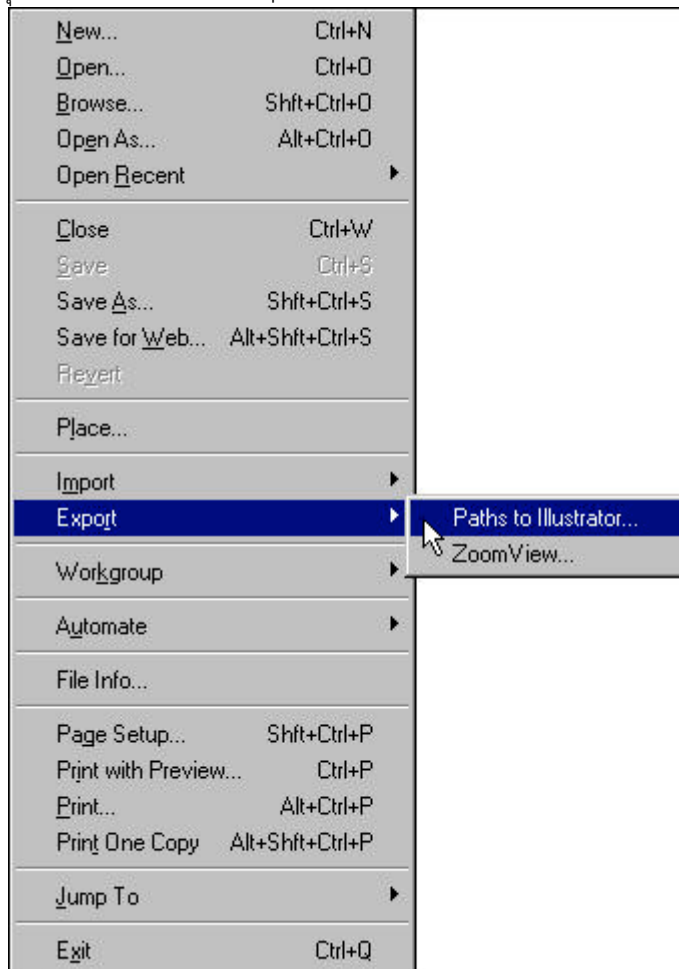 New... Ctrl+N
Open... Ctrl+O
Browse... Shft+Ctrl+O
Open As... Alt+Ctrl+O
Open Recent
Close Ctrl+W
Save Ctrl+S
Save As... Shft+Ctrl+S
Save for Web... Alt+Shft+Ctrl+S
Revert
Place...
Import
Export
Paths to Illustrator...
ZoomView...
Workgroup
Automate
File Info...
Page Setup... Shft+Ctrl+P
Print with Preview... Ctrl+P
Print... Alt+Ctrl+P
Print One Copy Alt+Shft+Ctrl+P
Jump To
Exit Ctrl+Q